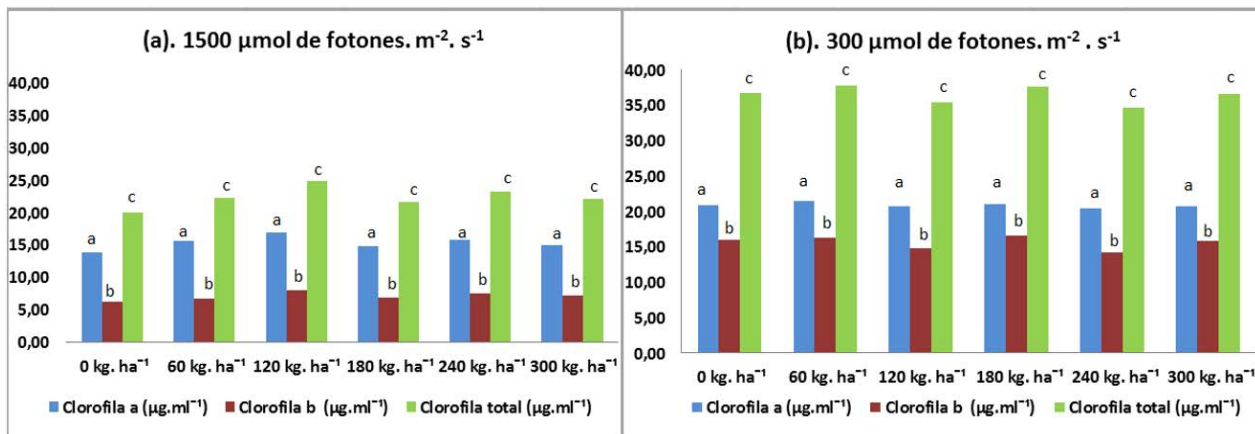 (a). 1500 µmol de fotones. m⁻². s⁻¹
40,00
35,00
30,00
25,00
20,00
15,00
10,00
5,00
0,00
a b c a b c a b c a b c a b c a b c
0 kg. ha⁻¹ 60 kg. ha⁻¹ 120 kg. ha⁻¹ 180 kg. ha⁻¹ 240 kg. ha⁻¹ 300 kg. ha⁻¹
Clorofila a (µg.ml⁻¹) Clorofila b (µg.ml⁻¹) Clorofila total (µg.ml⁻¹)
(b). 300 µmol de fotones. m⁻² . s⁻¹
40,00
35,00
30,00
25,00
20,00
15,00
10,00
5,00
0,00
a b c a b c a b c a b c a b c a b c
0 kg. ha⁻¹ 60 kg. ha⁻¹ 120 kg. ha⁻¹ 180 kg. ha⁻¹ 240 kg. ha⁻¹ 300 kg. ha⁻¹
Clorofila a (µg.ml⁻¹) Clorofila b (µg.ml⁻¹) Clorofila total (µg.ml⁻¹)